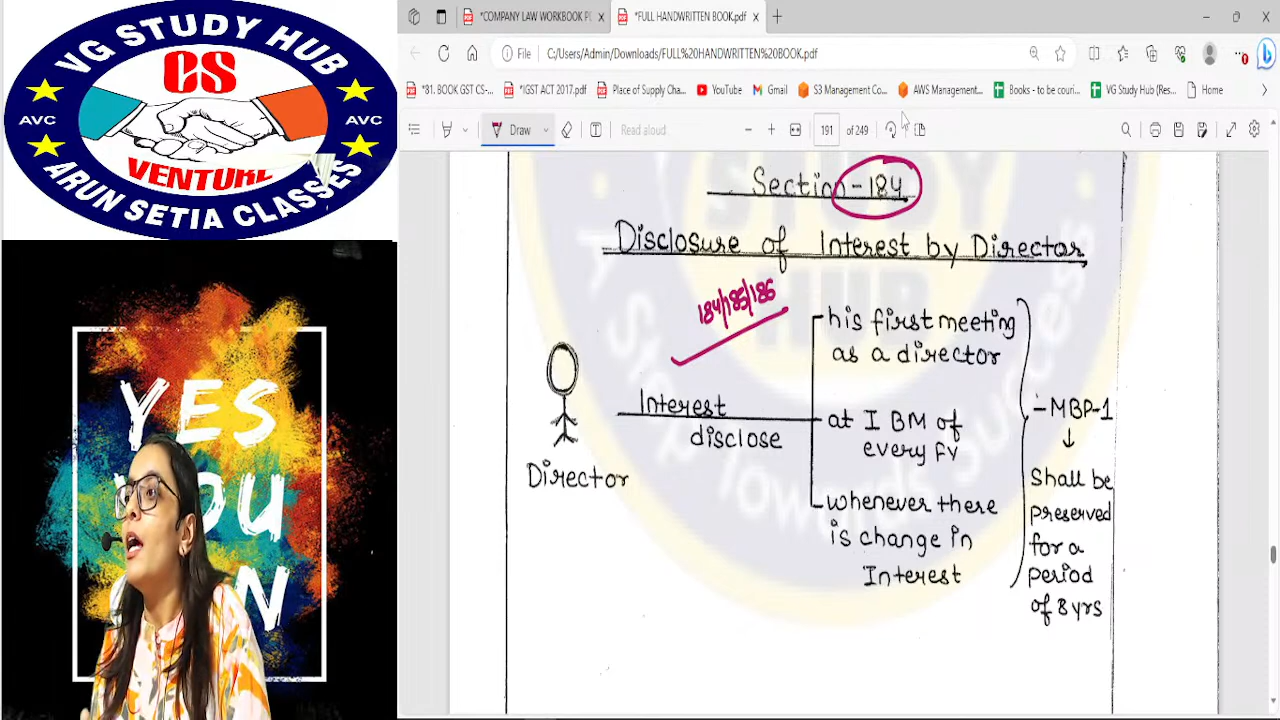 VG STUDY HUB
CS
AVC
AVC
VENTURE
ARUN SETIA CLASSES
YES
YOU
*COMPANY LAW WORKBOOK P
*FULL HANDWRITTEN BOOK.pdf
File
C:/Users/Admin/Downloads/FULL%20HANDWRITTEN%20BOOK.pdf
*81. BOOK GST CS-...
*IGST ACT 2017.pdf
Place of Supply Cha...
YouTube
Gmail
S3 Management Co...
AWS Management...
Books - to beouri...
VG Study Hub (Res...
Home
Draw
Read aloud
191
of 249
Section - 184
Disclosure of Interest by Director
184/185/186
his first meeting
as a director
Interest
disclose
at I BM of
every FY
Director
whenever there
is change in
Interest
- MBP-1
Shall be
preserved
for a
period
of 8 yrs